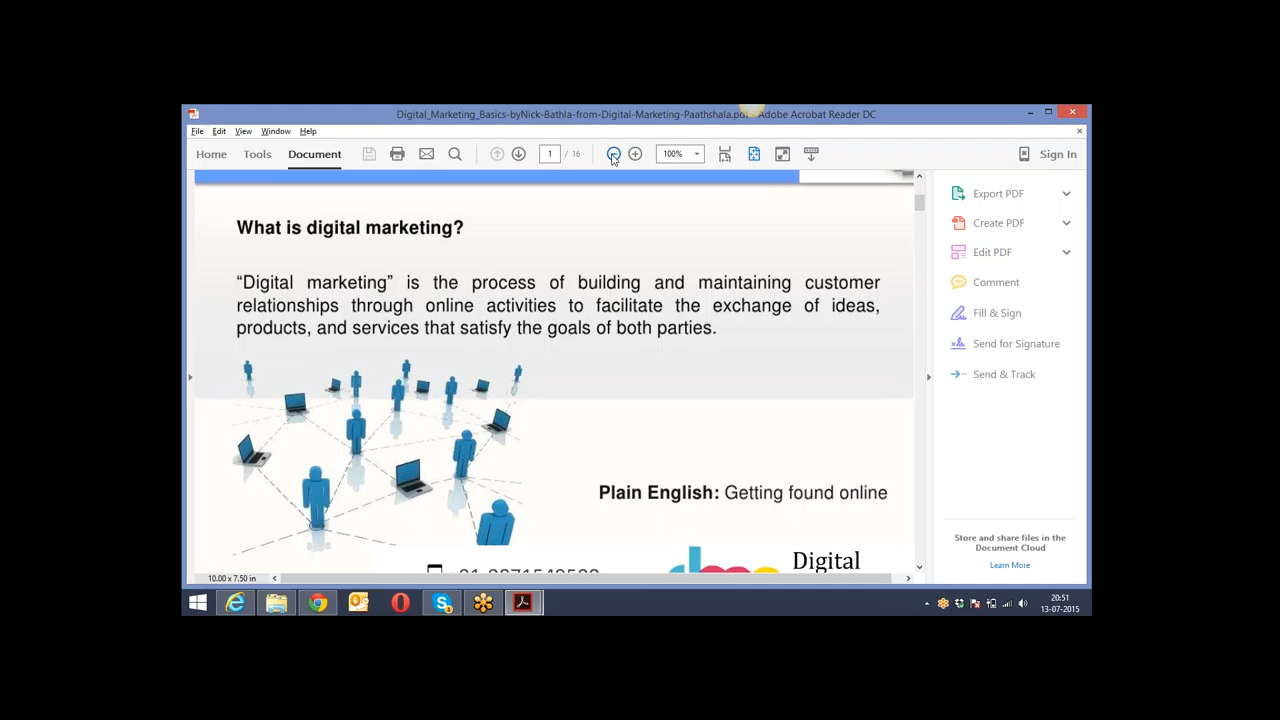 Digital_Marketing_Basics-byNick-Bathla-from-Digital-Marketing-Paathshala.pdf - Adobe Acrobat Reader DC
File Edit View Window Help
Home Tools Document 1 / 16 100% Sign In
What is digital marketing?
“Digital marketing” is the process of building and maintaining customer
relationships through online activities to facilitate the exchange of ideas,
products, and services that satisfy the goals of both parties.
Plain English: Getting found online
Digital
10.00 x 7.50 in
Export PDF
Create PDF
Edit PDF
Comment
Fill & Sign
Send for Signature
Send & Track
Store and share files in the
Document Cloud
Learn More
20:51
13-07-2015